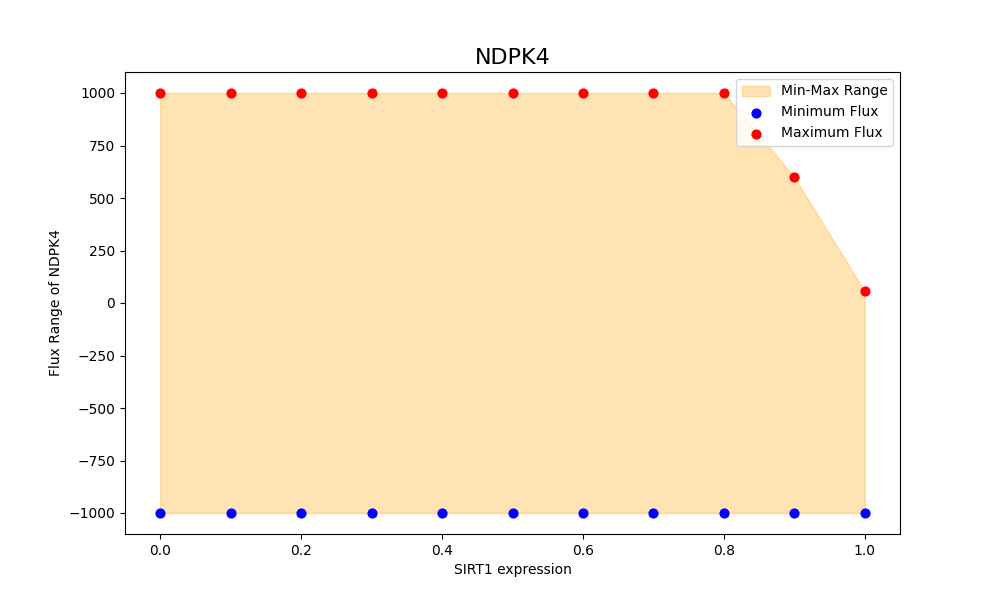 NDPK4
Min-Max Range
Minimum Flux
Maximum Flux
Flux Range of NDPK4
1000
750
500
250
0
−250
−500
−750
−1000
0.0 0.2 0.4 0.6 0.8 1.0
SIRT1 expression